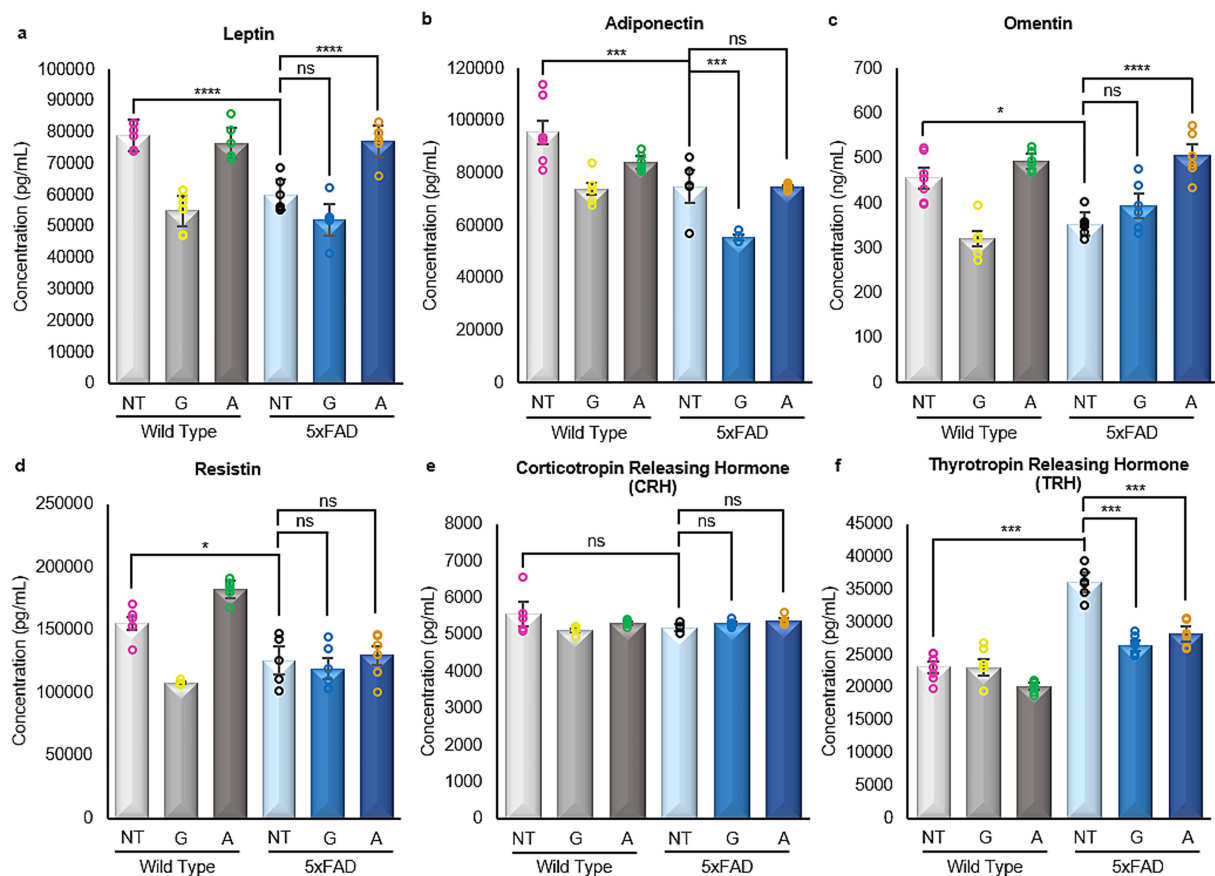 a
Leptin
Concentration (pg/mL)
100000
90000
80000
70000
60000
50000
40000
30000
20000
10000
0
****
ns
****
NT G A NT G A
Wild Type 5xFAD
b
Adiponectin
Concentration (pg/mL)
120000
100000
80000
60000
40000
20000
0
***
***
ns
NT G A NT G A
Wild Type 5xFAD
c
Omentin
Concentration (ng/mL)
700
600
500
400
300
200
100
0
*
ns
****
NT G A NT G A
Wild Type 5xFAD
d
Resistin
Concentration (pg/mL)
250000
200000
150000
100000
50000
0
*
ns
ns
NT G A NT G A
Wild Type 5xFAD
e
Corticotropin Releasing Hormone
(CRH)
Concentration (pg/mL)
8000
7000
6000
5000
4000
3000
2000
1000
0
ns
ns
ns
NT G A NT G A
Wild Type 5xFAD
f
Thyrotropin Releasing Hormone
(TRH)
Concentration (pg/mL)
45000
40000
35000
30000
25000
20000
15000
10000
5000
0
***
***
***
NT G A NT G A
Wild Type 5xFAD